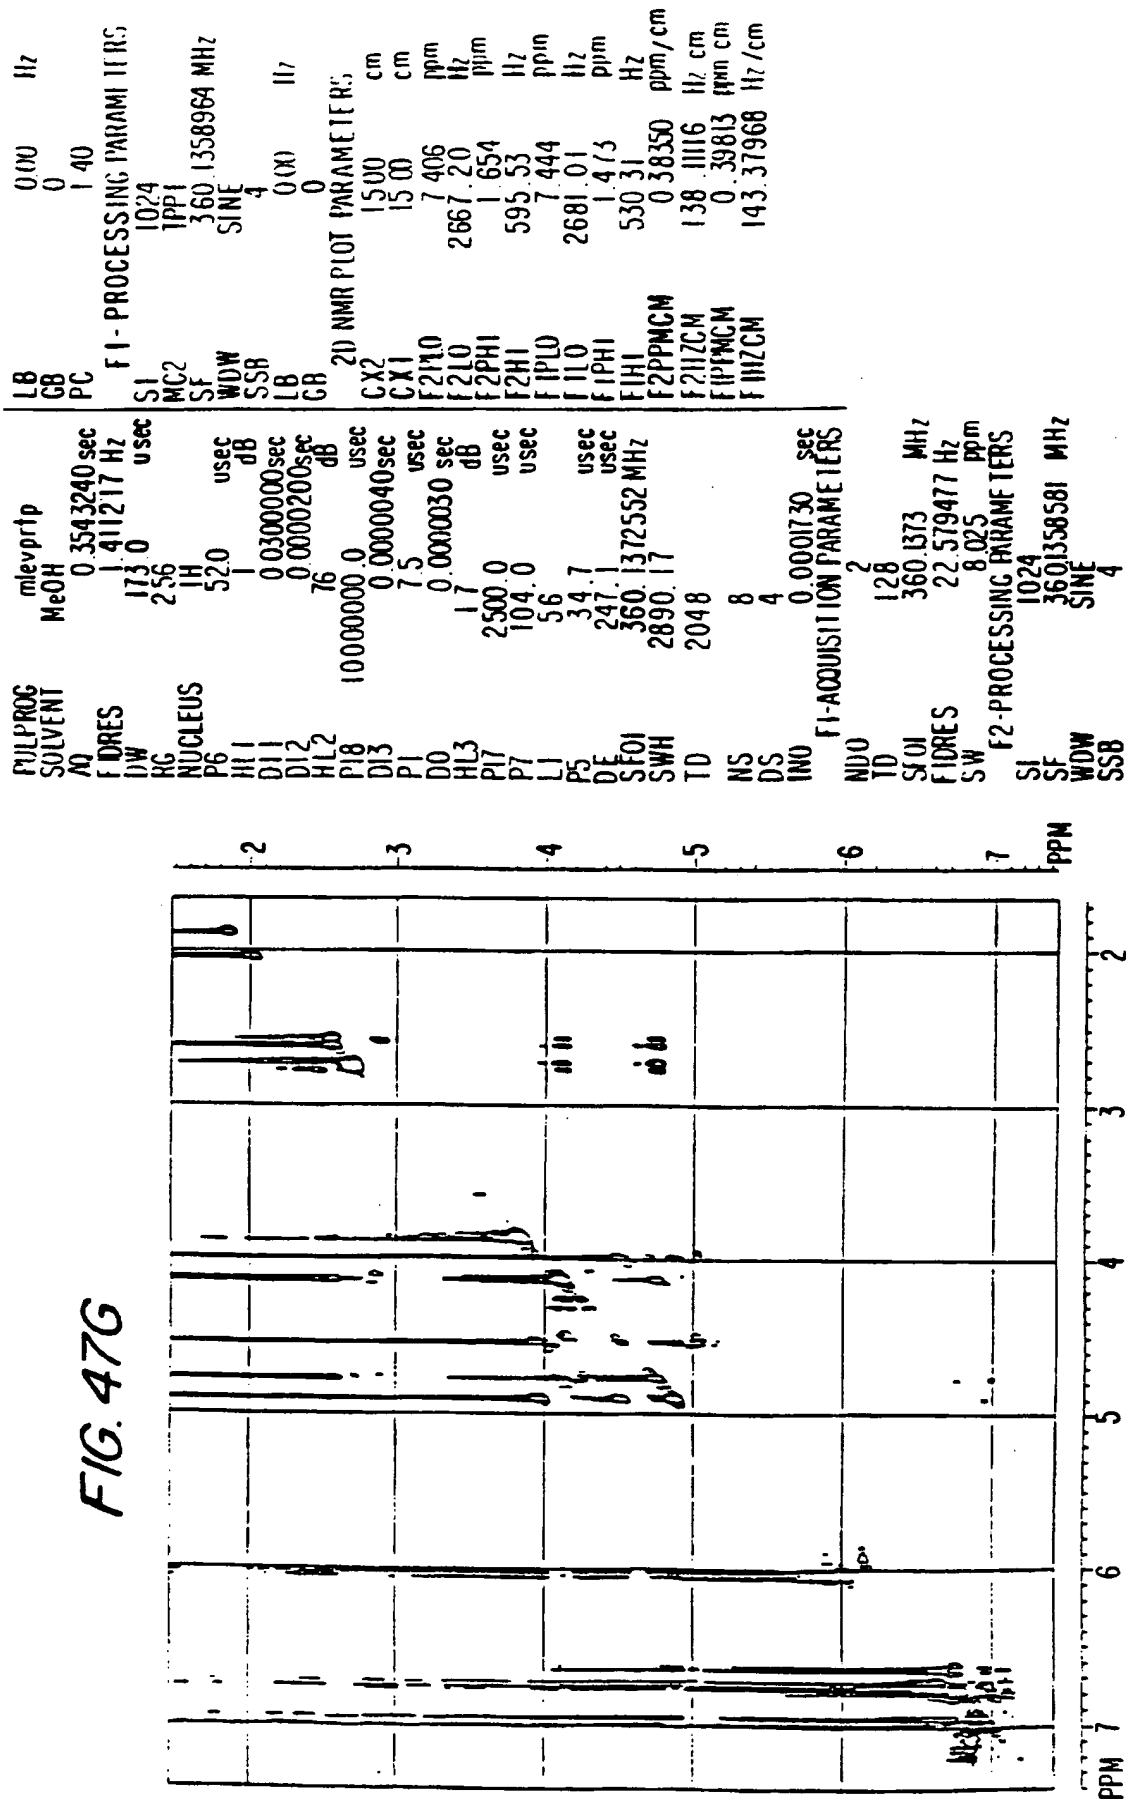 FIG. 47G
2
3
4
5
6
7
PPM
PPM
7
6
5
4
3
2
PULPROG mlevprtp
SOLVENT MeOH
AQ 0.3543240 sec
FIDRES 1.411217 Hz
DW 173.0 usec
RG 256
NUCLEUS 1H
P6 52.0 usec
HL1 1 dB
D11 0.0300000 sec
D12 0.0000200 sec
HL2 76 dB
P18 10000000.0 usec
D13 0.0000040 sec
P1 7.5 usec
D0 0.0000030 sec
HL3 17 dB
P17 2500.0 usec
P7 104.0 usec
L1 56
P5 34.7 usec
DE 247.1 usec
SFO1 360.1372552 MHz
SWH 2890.17
TD 2048
NS 8
DS 4
IN0 0.0001730 sec
F1-ACQUISITION PARAMETERS
ND0 2
TD 128
SFO1 360.1373 MHz
FIDRES 22.579477 Hz
SW 8.025 ppm
F2-PROCESSING PARAMETERS
SI 1024
SF 360.1358581 MHz
WDW SINE
SSB 4
LB 0.00 Hz
GB 0
PC 1.40
F1-PROCESSING PARAMETERS
SI 1024
MC2 TPPI
SF 360.1358964 MHz
WDW SINE
SSB 4
LB 0.00 Hz
GB 0
2D NMR PLOT PARAMETERS
CX2 15.00 cm
CX1 15.00 cm
F2PLO 7.406 ppm
F2LO 2667.20 Hz
F2PHI 1.654 ppm
F2HI 595.53 Hz
F1PLO 7.444 ppm
F1LO 2681.01 Hz
F1PHI 1.473 ppm
F1HI 530.31 Hz
F2PPMCM 0.38350 ppm/cm
F2HZCM 138.11116 Hz cm
F1PPMCM 0.39813 ppm cm
F1HZCM 143.37968 Hz/cm